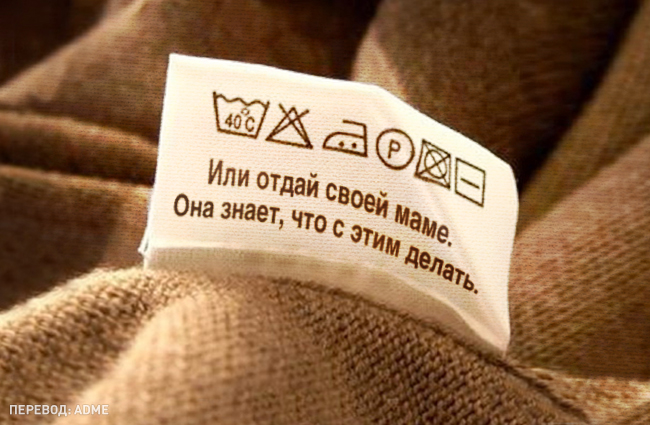 40°C
P
Или отдай своей маме.
Она знает, что с этим делать.
ПЕРЕВОД: ADME